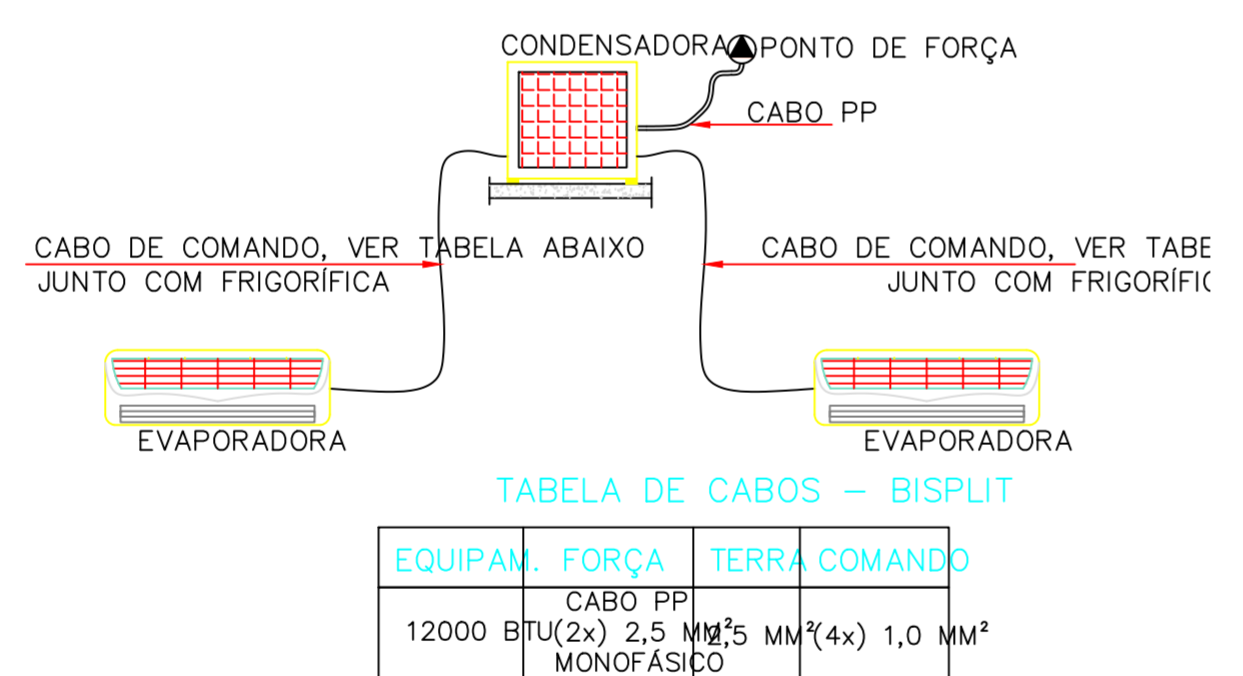 CONDENSADORA
PONTO DE FORÇA
CABO PP
CABO DE COMANDO, VER TABELA ABAIXO
JUNTO COM FRIGORÍFICA
CABO DE COMANDO, VER TABE
JUNTO COM FRIGORÍFI
EVAPORADORA
EVAPORADORA
TABELA DE CABOS – BISPLIT
EQUIPAM. FORÇA TERRA COMANDO
CABO PP
12000 BTU (2x) 2,5 MM² 2,5 MM² (4x) 1,0 MM²
MONOFÁSICO